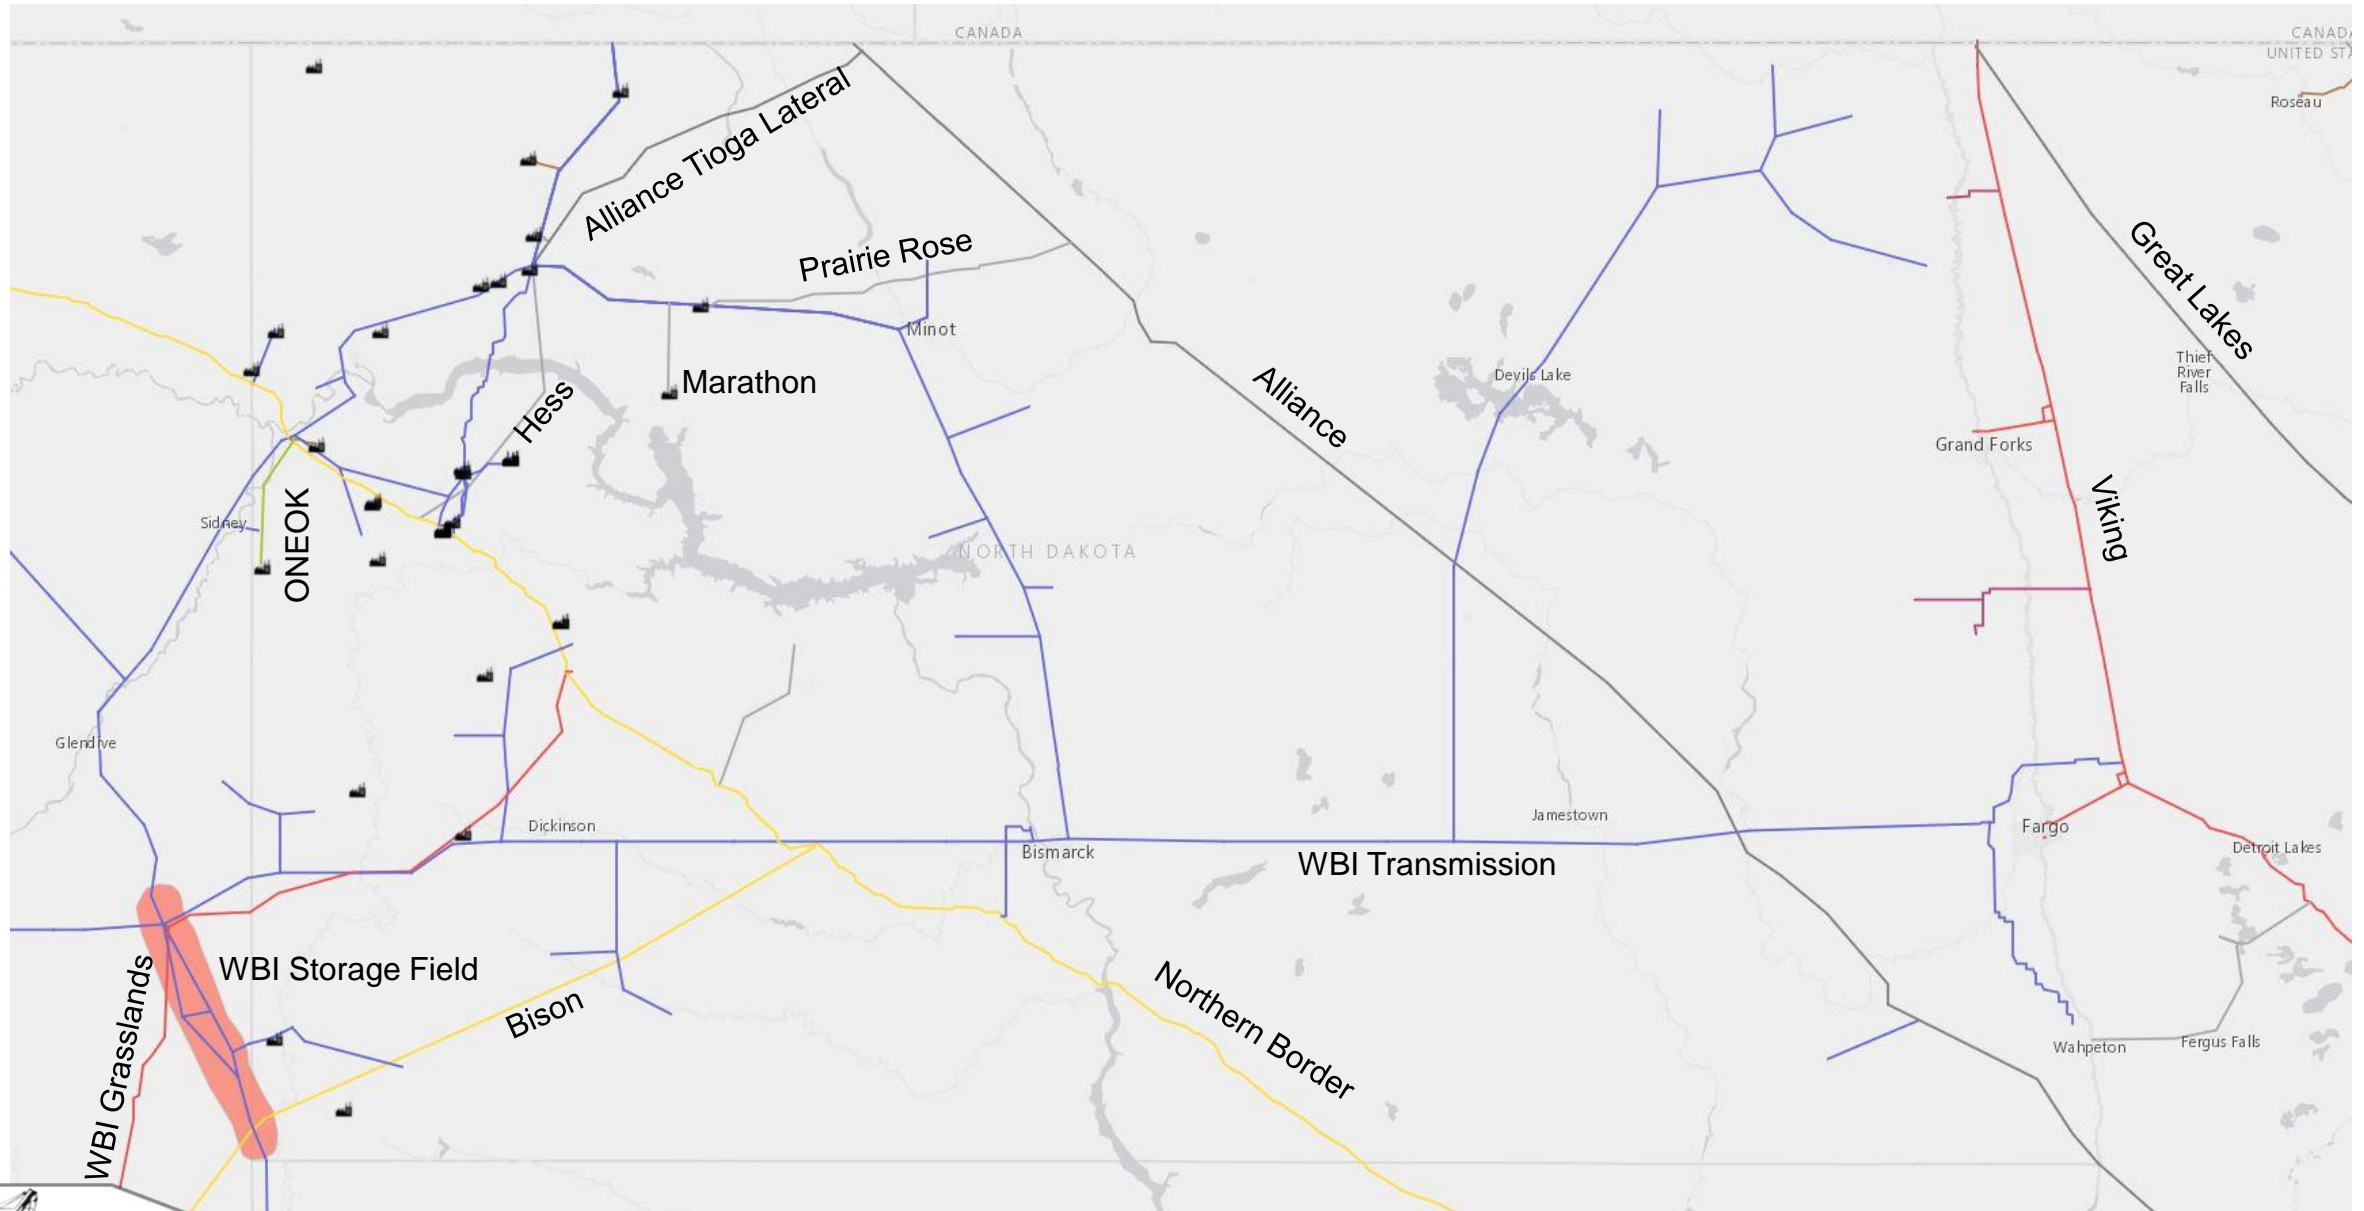 CANADA
CANADA
UNITED STA
Roseau
Alliance Tioga Lateral
Prairie Rose
Great Lakes
Minot
Thief
River
Falls
Marathon
Devils Lake
Hess
Alliance
Grand Forks
Viking
Sidney
ONEOK
NORTH DAKOTA
Glendive
Dickinson
Jamestown
Fargo
Bismarck
Detroit Lakes
WBI Transmission
WBI Storage Field
WBI Grasslands
Bison
Northern Border
Wahpeton
Fergus Falls